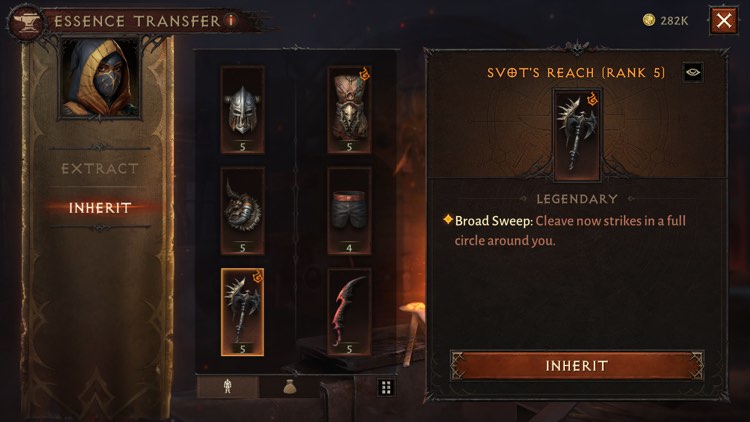 ESSENCE TRANSFER i
282K
EXTRACT
INHERIT
5
5
5
4
5
5
SVOT'S REACH (RANK 5)
LEGENDARY
Broad Sweep: Cleave now strikes in a full
circle around you.
INHERIT